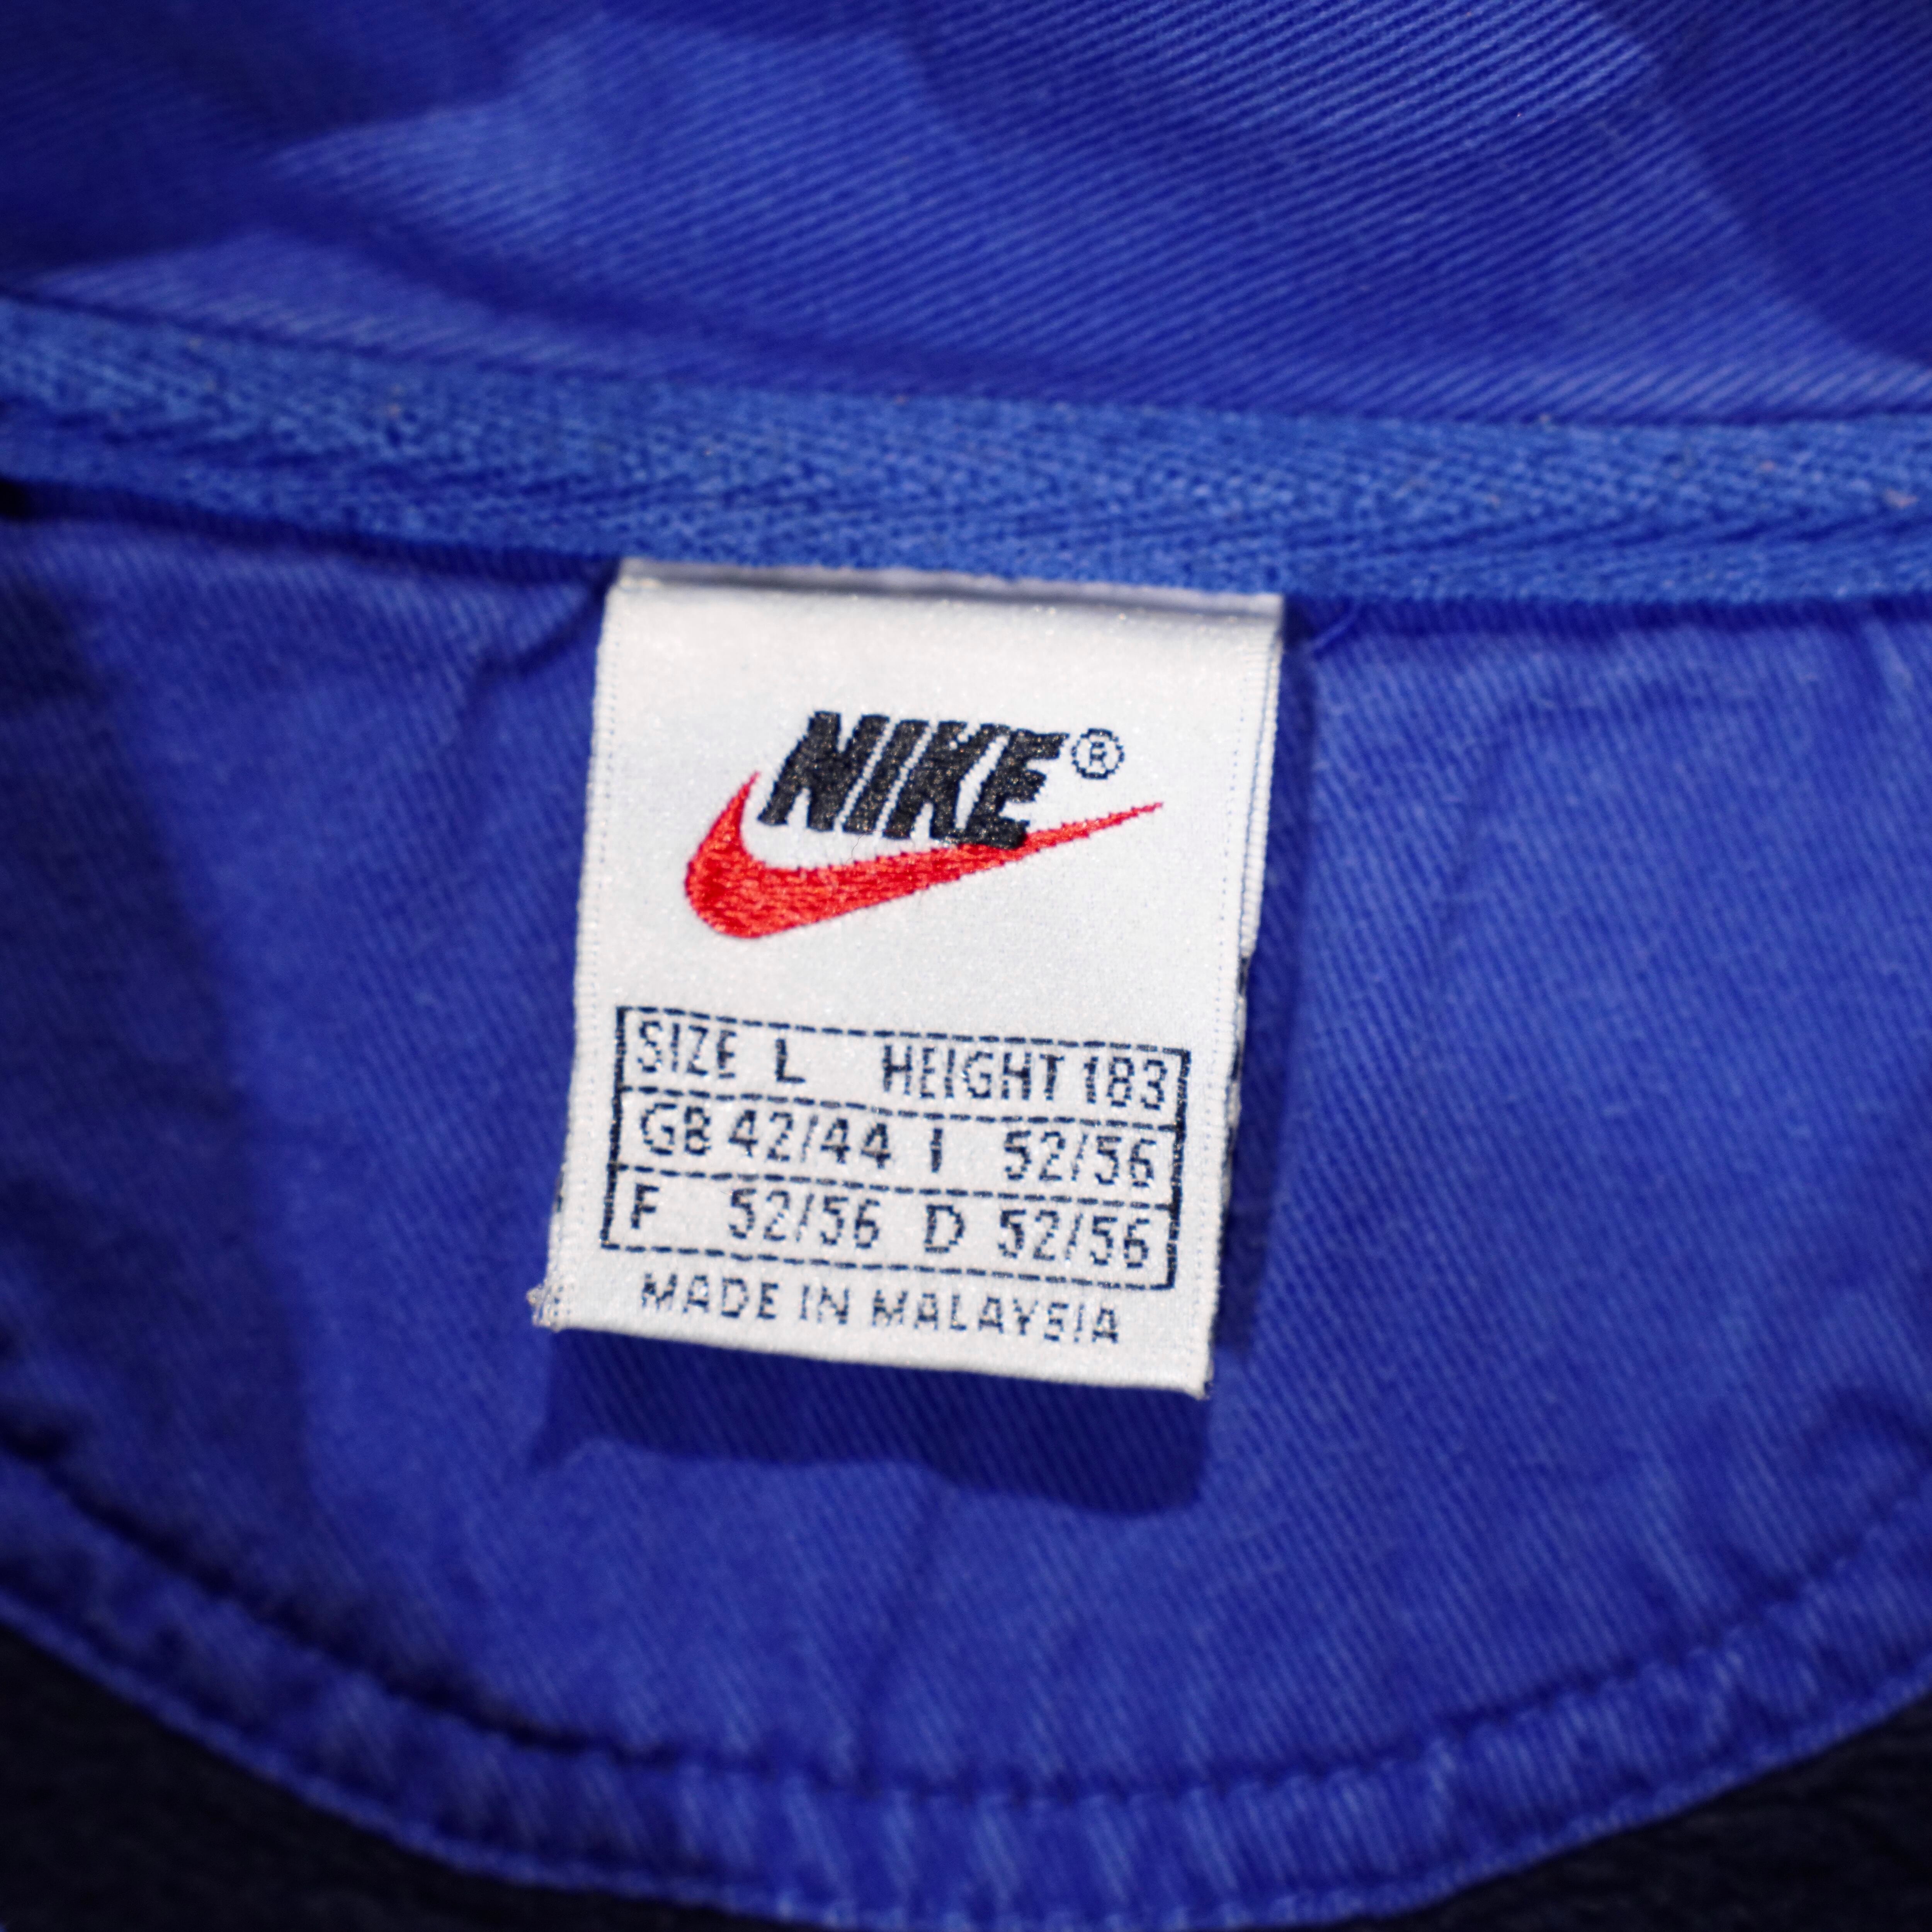 NIKE®
SIZE L HEIGHT 183
GB 42/44 I 52/56
F 52/56 D 52/56
MADE IN MALAYSIA